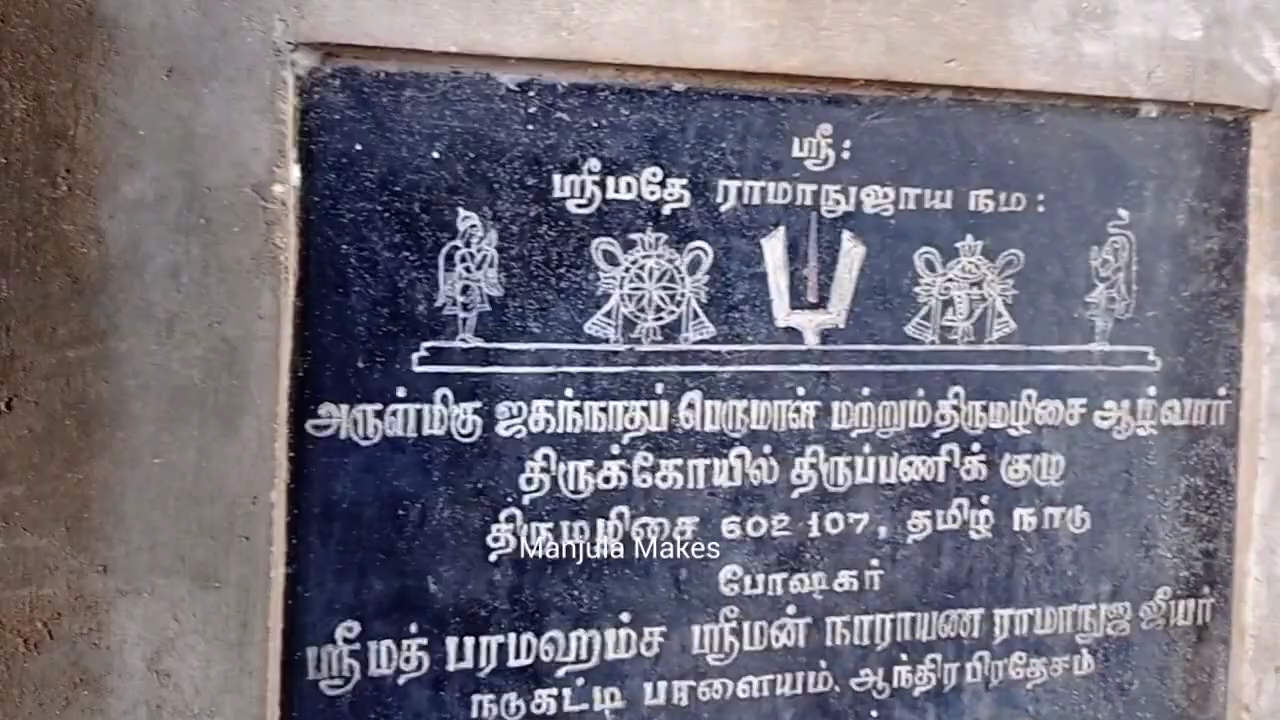 ஸ்ரீ:
ஸ்ரீமதே ராமாநுஜாய நம:
அருள்மிகு ஜகந்நாதப் பெருமாள் மற்றும் திருமழிசை ஆழ்வார்
திருக்கோயில் திருப்பணிக் குழு
திருமழிசை 602 107, தமிழ் நாடு
Manjula Makes
போஷகர்
ஸ்ரீமத் பரமஹம்ச ஸ்ரீமன் நாராயண ராமாநுஜ ஜீயர்
நடுகட்டி பாளையம், ஆந்திரபிரதேசம்